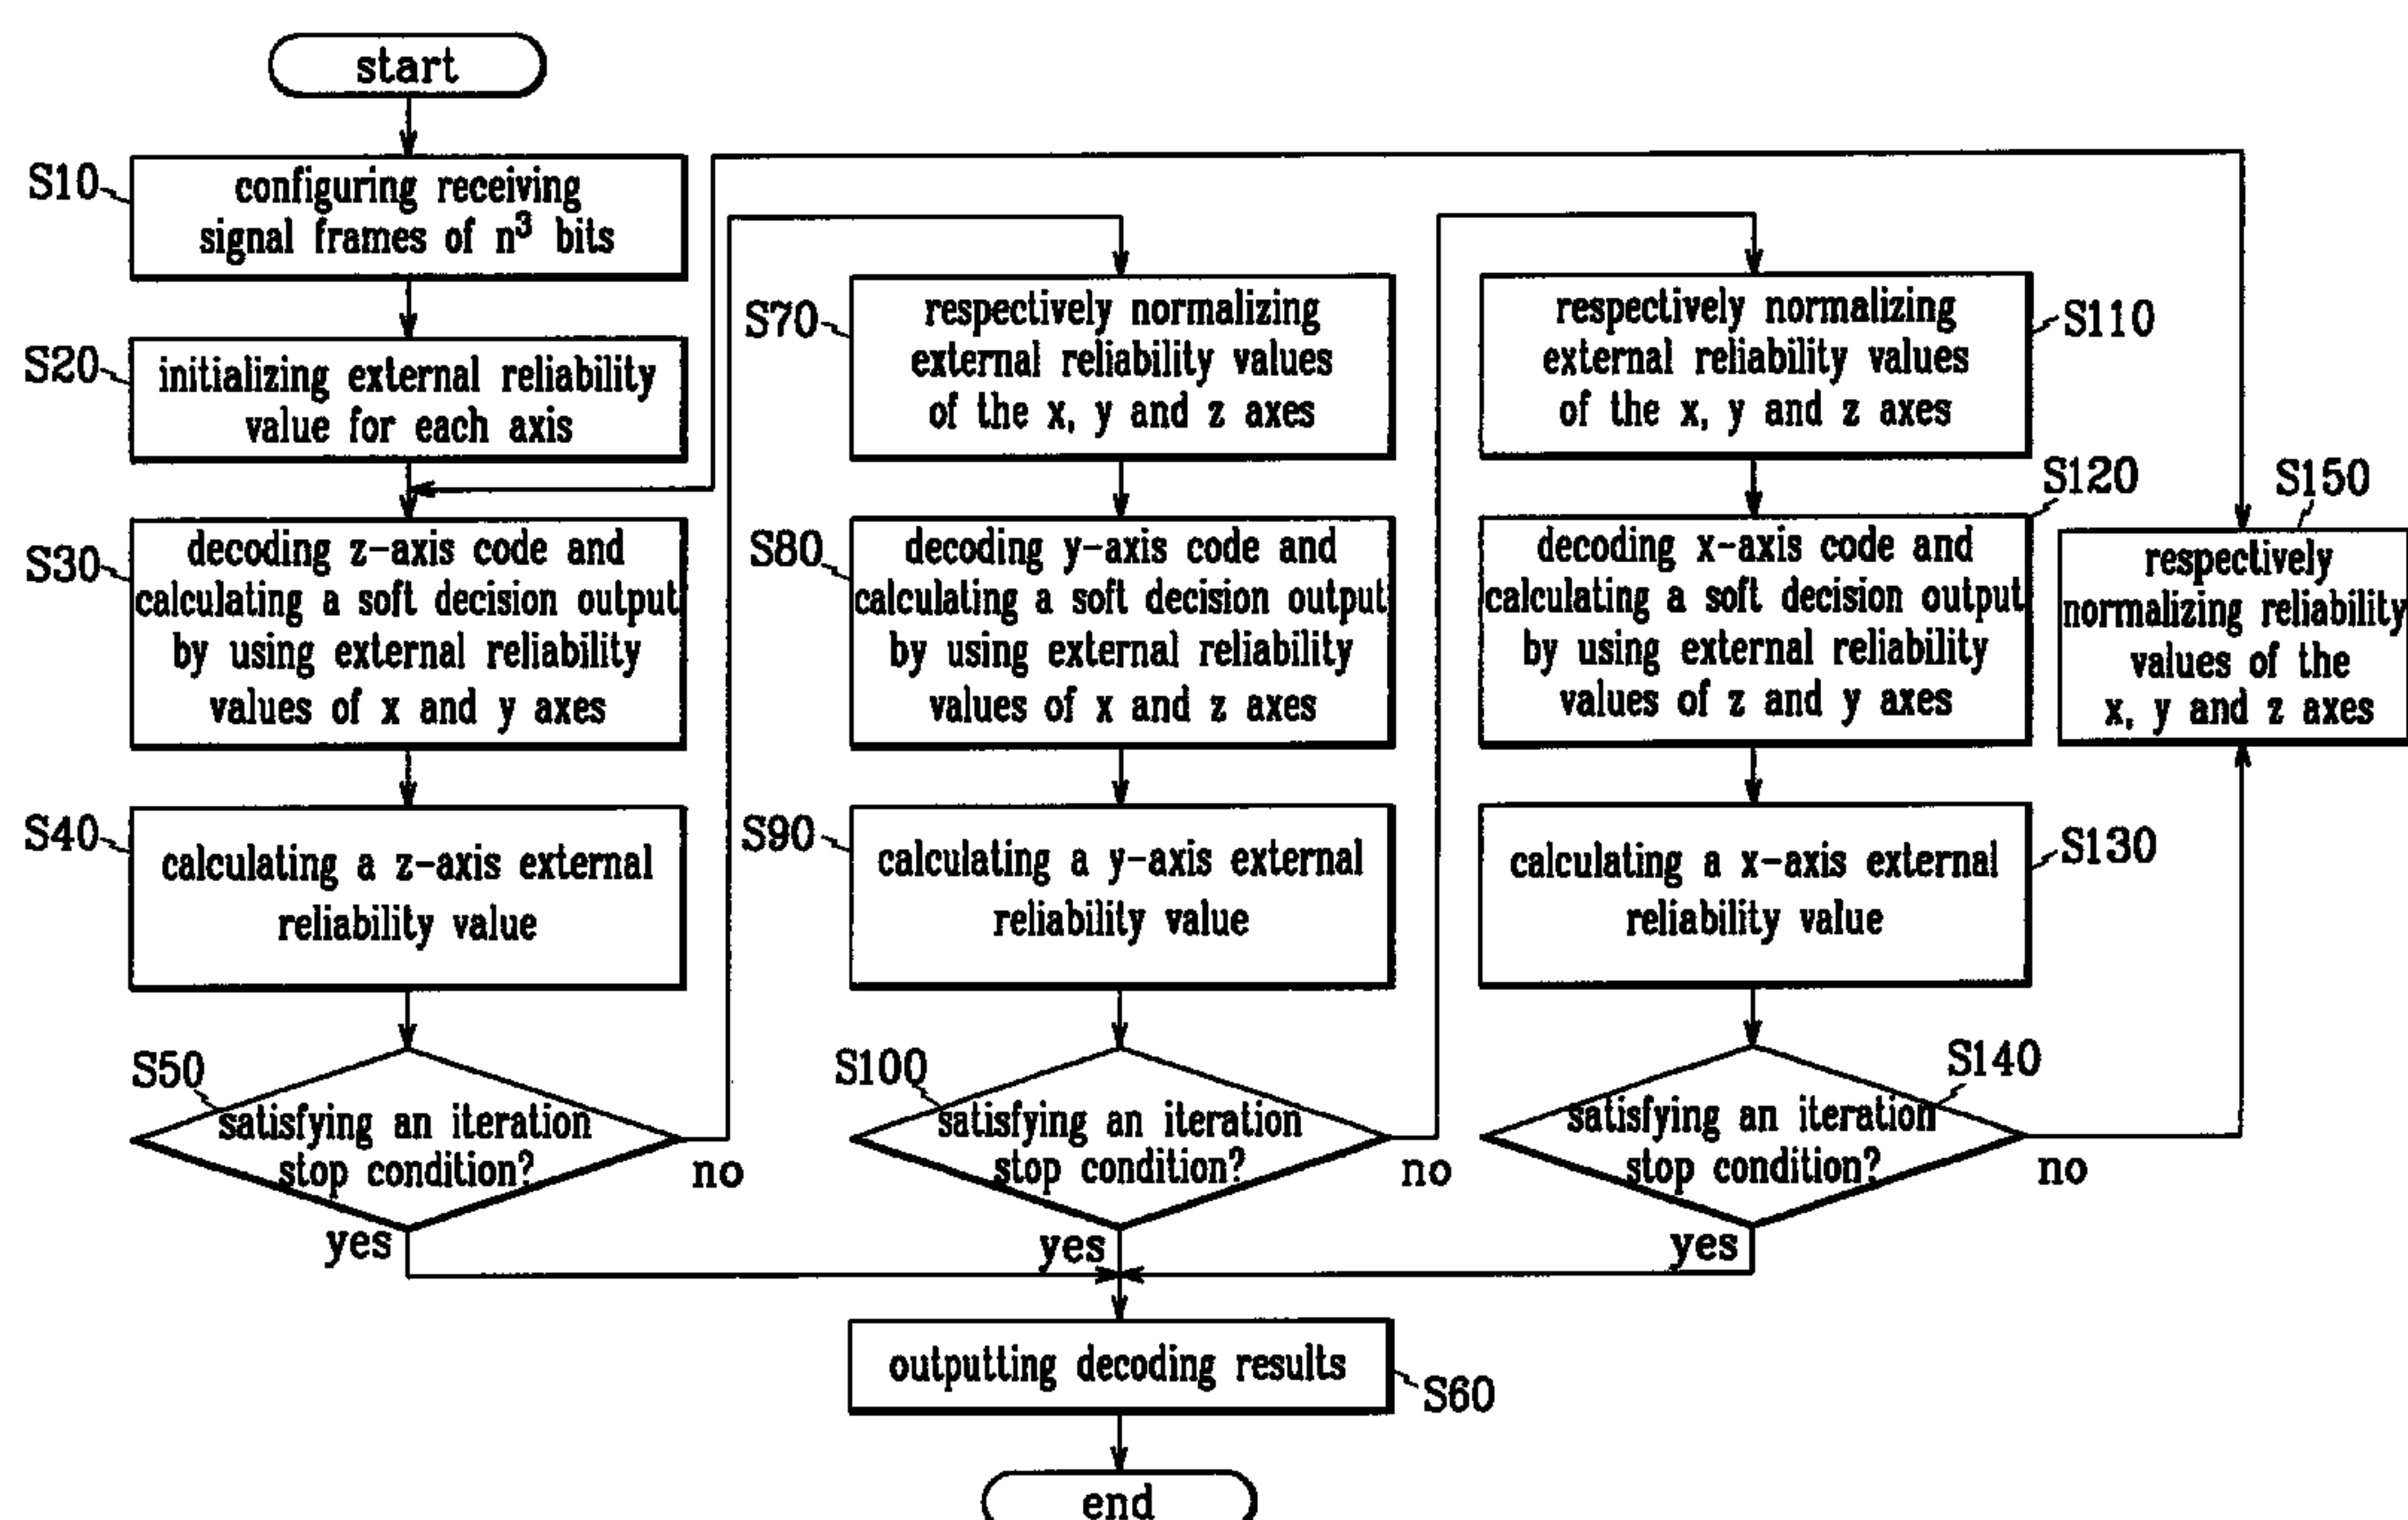 start
S10
configuring receiving
signal frames of n³ bits
S20
initializing external reliability
value for each axis
S30
decoding z-axis code and
calculating a soft decision output
by using external reliability
values of x and y axes
S40
calculating a z-axis external
reliability value
S50
satisfying an iteration
stop condition?
no
yes
S70
respectively normalizing
external reliability values
of the x, y and z axes
S80
decoding y-axis code and
calculating a soft decision output
by using external reliability
values of x and z axes
S90
calculating a y-axis external
reliability value
S100
satisfying an iteration
stop condition?
no
yes
S110
respectively normalizing
external reliability values
of the x, y and z axes
S120
decoding x-axis code and
calculating a soft decision output
by using external reliability
values of z and y axes
S130
calculating a x-axis external
reliability value
S140
satisfying an iteration
stop condition?
no
yes
S150
respectively
normalizing reliability
values of the
x, y and z axes
outputting decoding results
S60
end